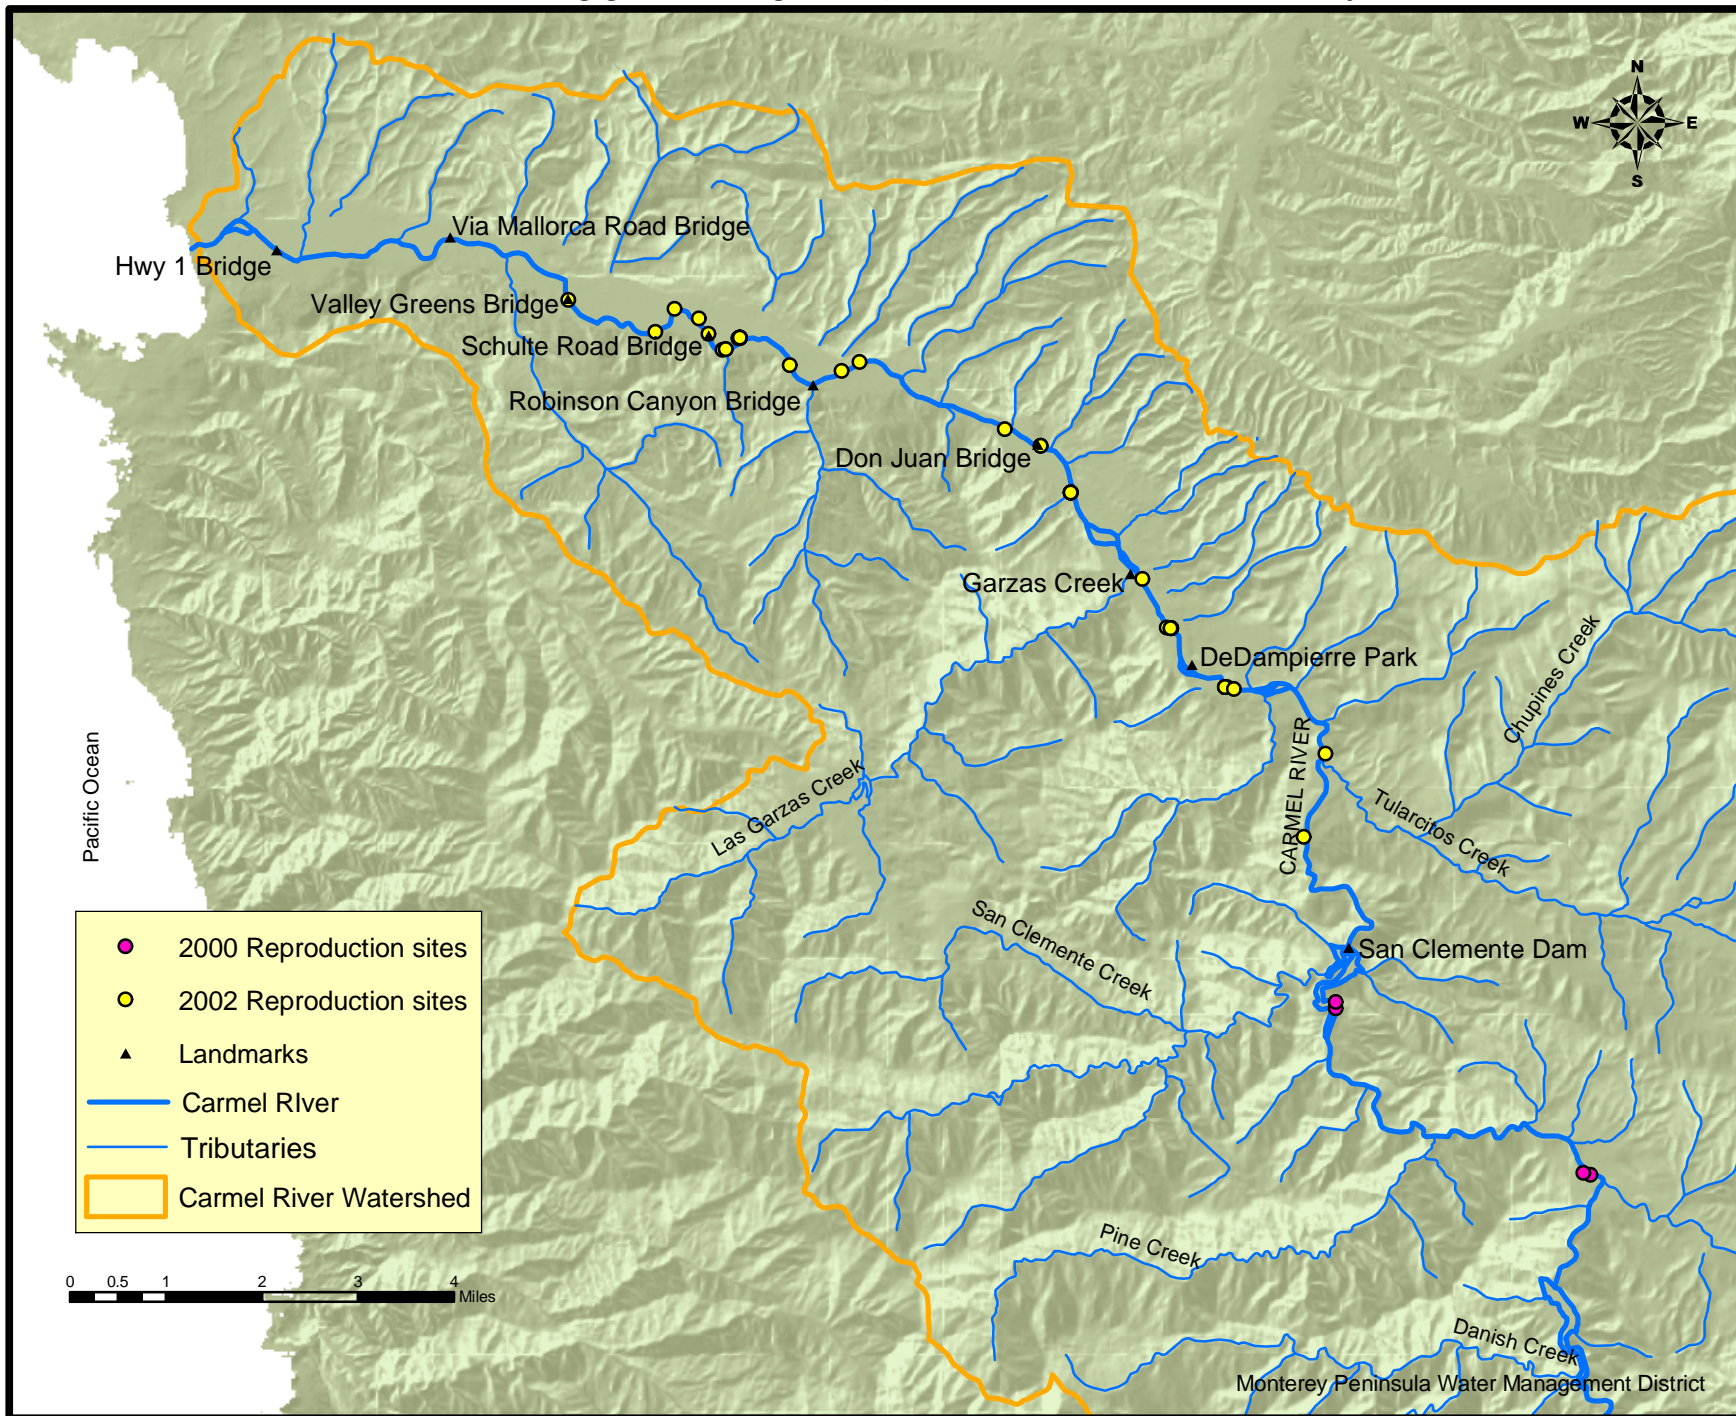 N
W
E
S
Via Mallorca Road Bridge
Hwy 1 Bridge
Valley Greens Bridge
Schulte Road Bridge
Robinson Canyon Bridge
Don Juan Bridge
Garzas Creek
DeDampierre Park
Chupines Creek
CARMEL RIVER
Pacific Ocean
Las Garzas Creek
Tularcitos Creek
San Clemente Creek
San Clemente Dam
2000 Reproduction sites
2002 Reproduction sites
Landmarks
Carmel RIver
Tributaries
Carmel River Watershed
Pine Creek
0 0.5 1 2 3 4
Miles
Danish Creek
Monterey Peninsula Water Management District